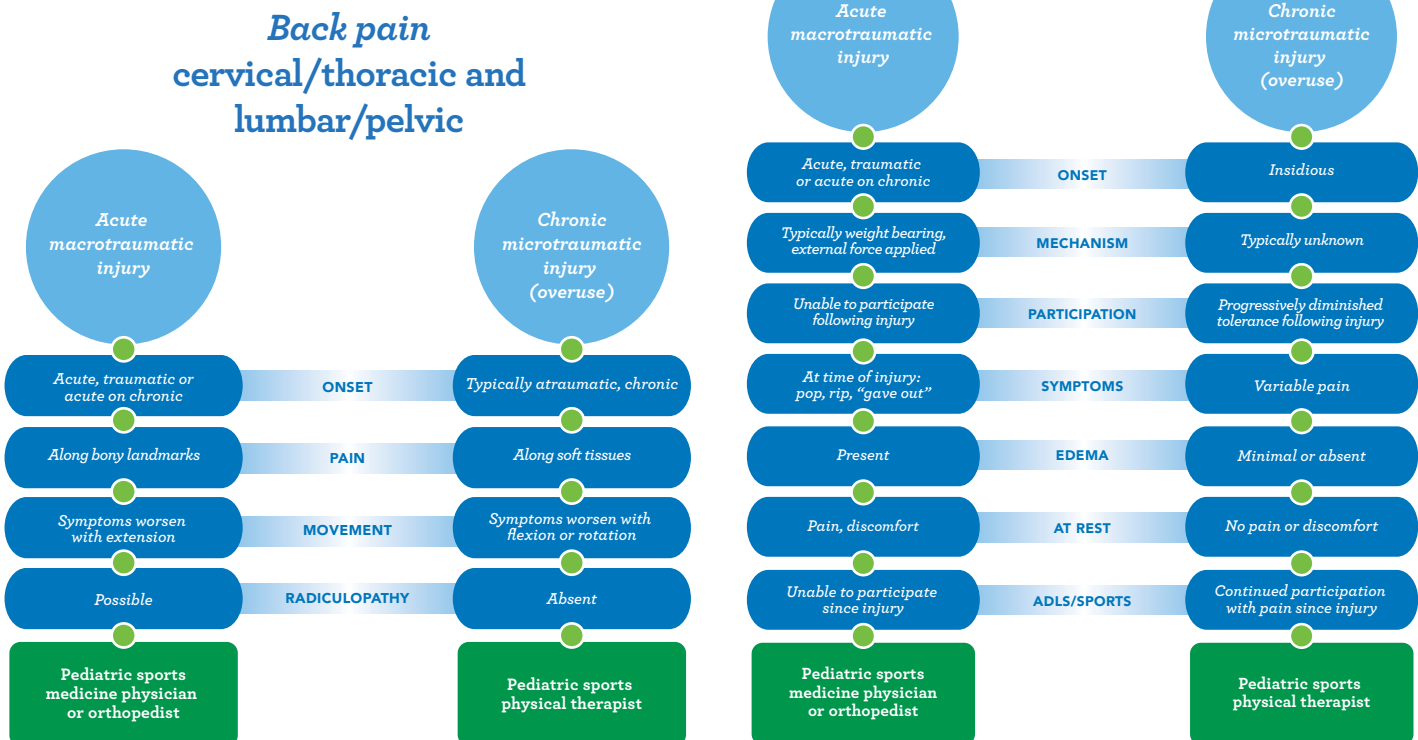 Back pain
cervical/thoracic and
lumbar/pelvic
Acute
macrotraumatic
injury
Chronic
microtraumatic
injury
(overuse)
Acute, traumatic or
acute on chronic
ONSET
Typically atraumatic, chronic
Along bony landmarks
PAIN
Along soft tissues
Symptoms worsen
with extension
MOVEMENT
Symptoms worsen with
flexion or rotation
Possible
RADICULOPATHY
Absent
Pediatric sports
medicine physician
or orthopedist
Pediatric sports
physical therapist
Acute
macrotraumatic
injury
Chronic
microtraumatic
injury
(overuse)
Acute, traumatic
or acute on chronic
ONSET
Insidious
Typically weight bearing,
external force applied
MECHANISM
Typically unknown
Unable to participate
following injury
PARTICIPATION
Progressively diminished
tolerance following injury
At time of injury:
pop, rip, “gave out”
SYMPTOMS
Variable pain
Present
EDEMA
Minimal or absent
Pain, discomfort
AT REST
No pain or discomfort
Unable to participate
since injury
ADLS/SPORTS
Continued participation
with pain since injury
Pediatric sports
medicine physician
or orthopedist
Pediatric sports
physical therapist